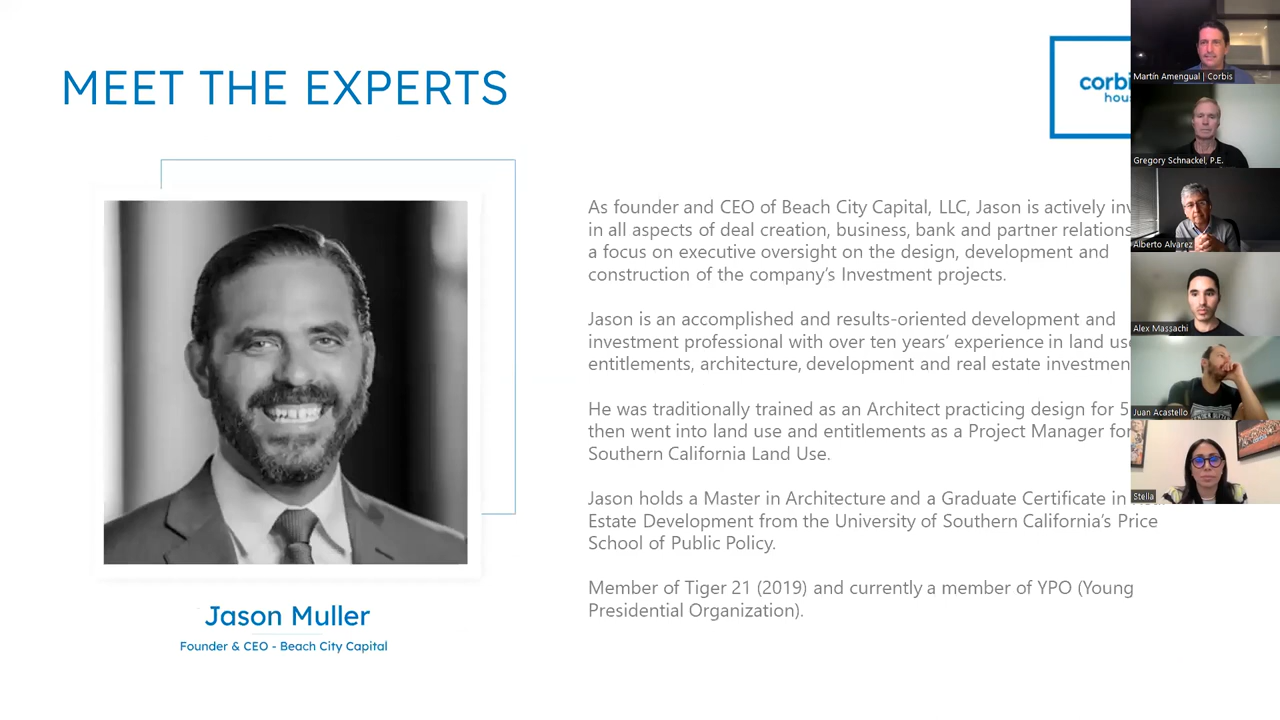 MEET THE EXPERTS
Martín Amengual | Corbis
Gregory Schnackel, P.E.
Alberto Alvarez
Alex Massachi
Juan Acastello
Stella
As founder and CEO of Beach City Capital, LLC, Jason is actively
in all aspects of deal creation, business, bank and partner
a focus on executive oversight on the design, development and
construction of the company's Investment projects.
Jason is an accomplished and results-oriented development and
investment professional with over ten years' experience in land
entitlements, architecture, development and real estate
He was traditionally trained as an Architect practicing design for 5
then went into land use and entitlements as a Project Manager for
Southern California Land Use.
Jason holds a Master in Architecture and a Graduate Certificate in
Estate Development from the University of Southern California's Price
School of Public Policy.
Member of Tiger 21 (2019) and currently a member of YPO (Young
Presidential Organization).
Jason Muller
Founder & CEO - Beach City Capital